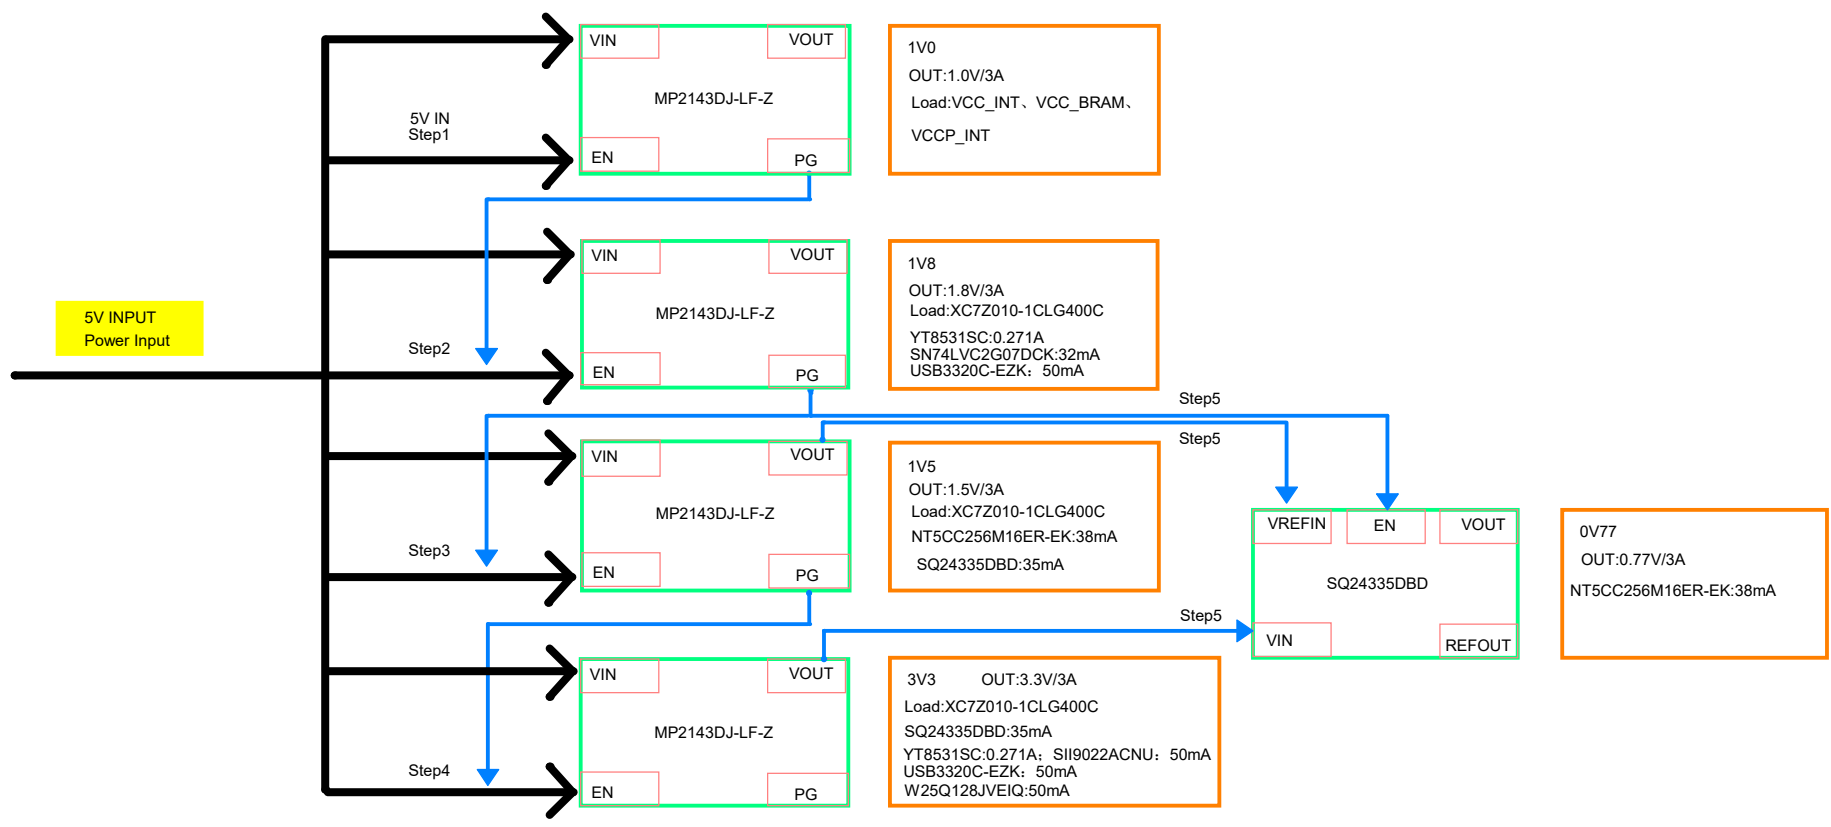 VIN
VOUT
MP2143DJ-LF-Z
5V IN
Step1
EN
PG
1V0
OUT:1.0V/3A
Load:VCC_INT、VCC_BRAM、
VCCP_INT
VIN
VOUT
MP2143DJ-LF-Z
5V INPUT
Power Input
Step2
EN
PG
1V8
OUT:1.8V/3A
Load:XC7Z010-1CLG400C
YT8531SC:0.271A
SN74LVC2G07DCK:32mA
USB3320C-EZK：50mA
Step5
Step5
VIN
VOUT
MP2143DJ-LF-Z
Step3
EN
PG
1V5
OUT:1.5V/3A
Load:XC7Z010-1CLG400C
NT5CC256M16ER-EK:38mA
SQ24335DBD:35mA
VREFIN
EN
VOUT
SQ24335DBD
Step5
VIN
REFOUT
0V77
OUT:0.77V/3A
NT5CC256M16ER-EK:38mA
VIN
VOUT
MP2143DJ-LF-Z
Step4
EN
PG
3V3 OUT:3.3V/3A
Load:XC7Z010-1CLG400C
SQ24335DBD:35mA
YT8531SC:0.271A；SII9022ACNU：50mA
USB3320C-EZK：50mA
W25Q128JVEIQ:50mA